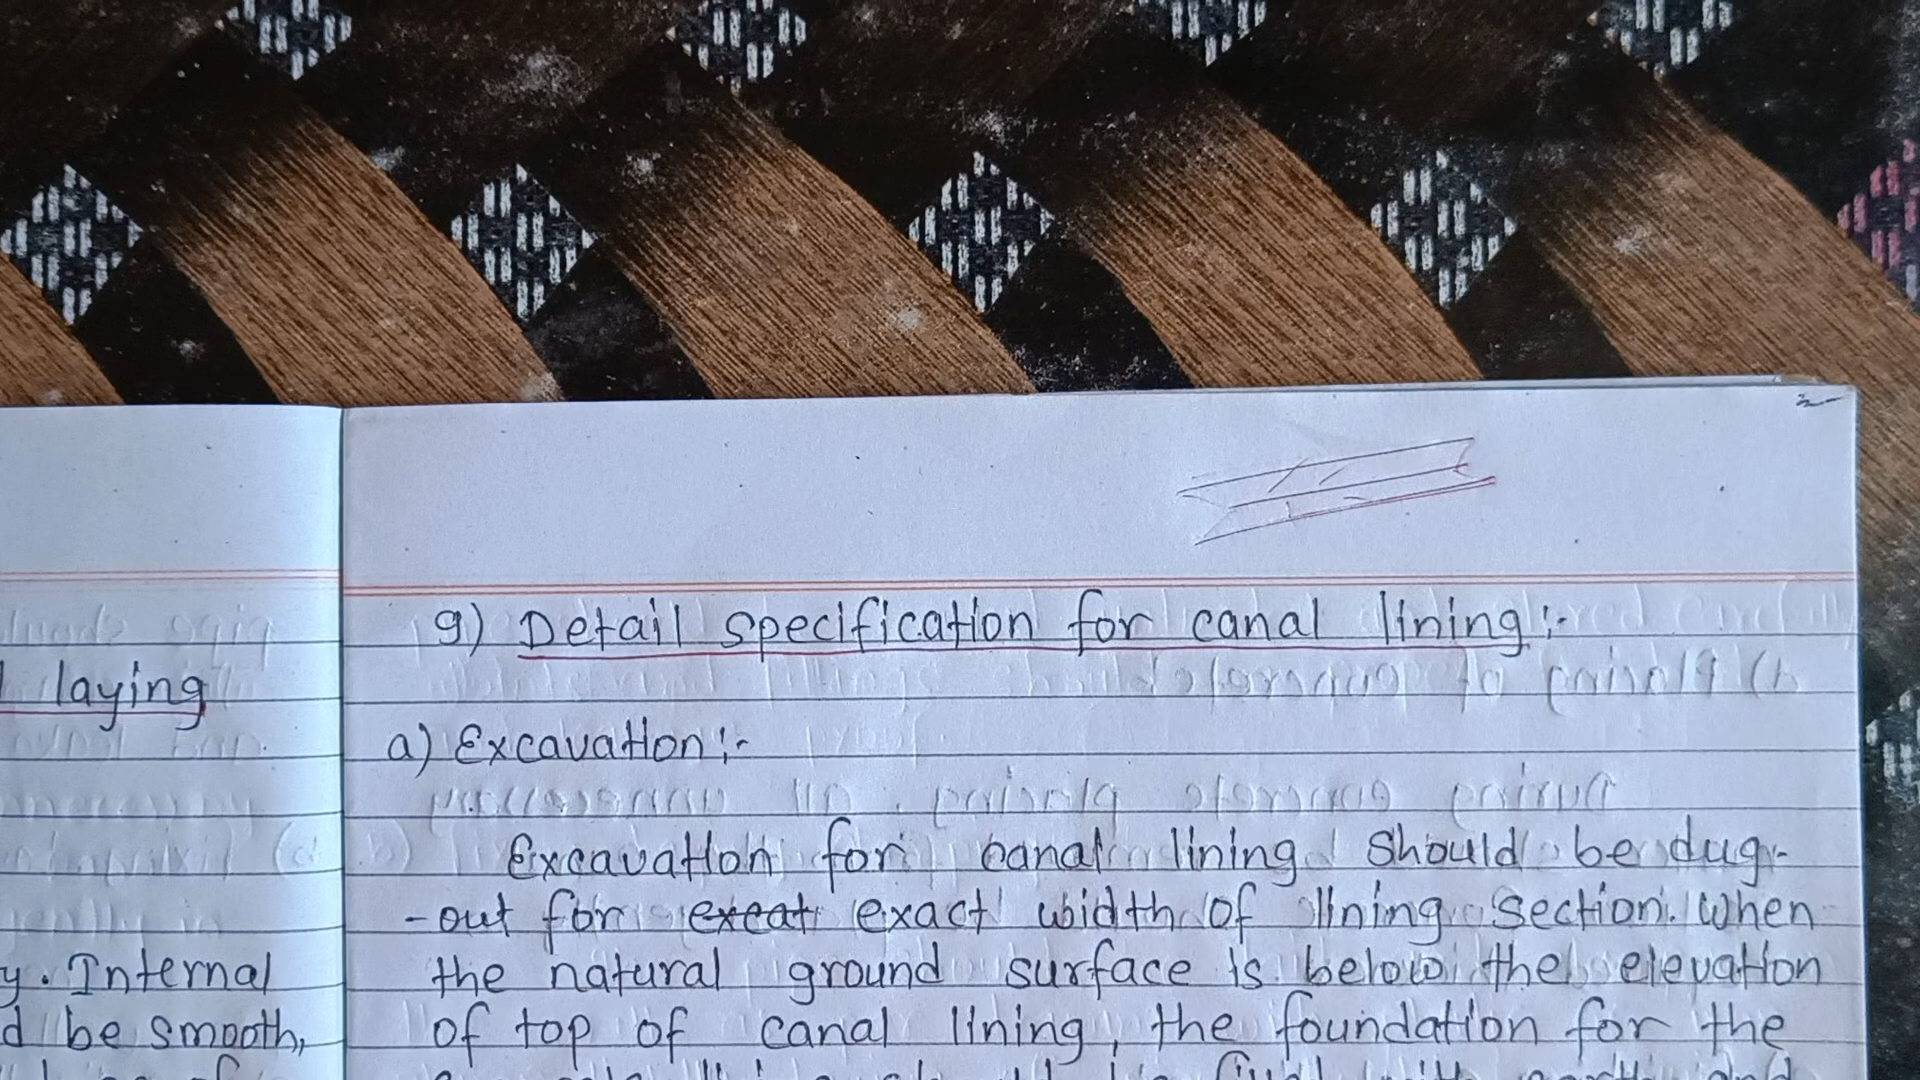 g) Detail specification for canal lining:-
laying
a) Excavation:-
Excavation for canal lining should be dug-
-out for exeat exact width of lining section. When
y. Internal
the natural ground surface is below the elevation
d be smooth,
of top of canal lining, the foundation for the